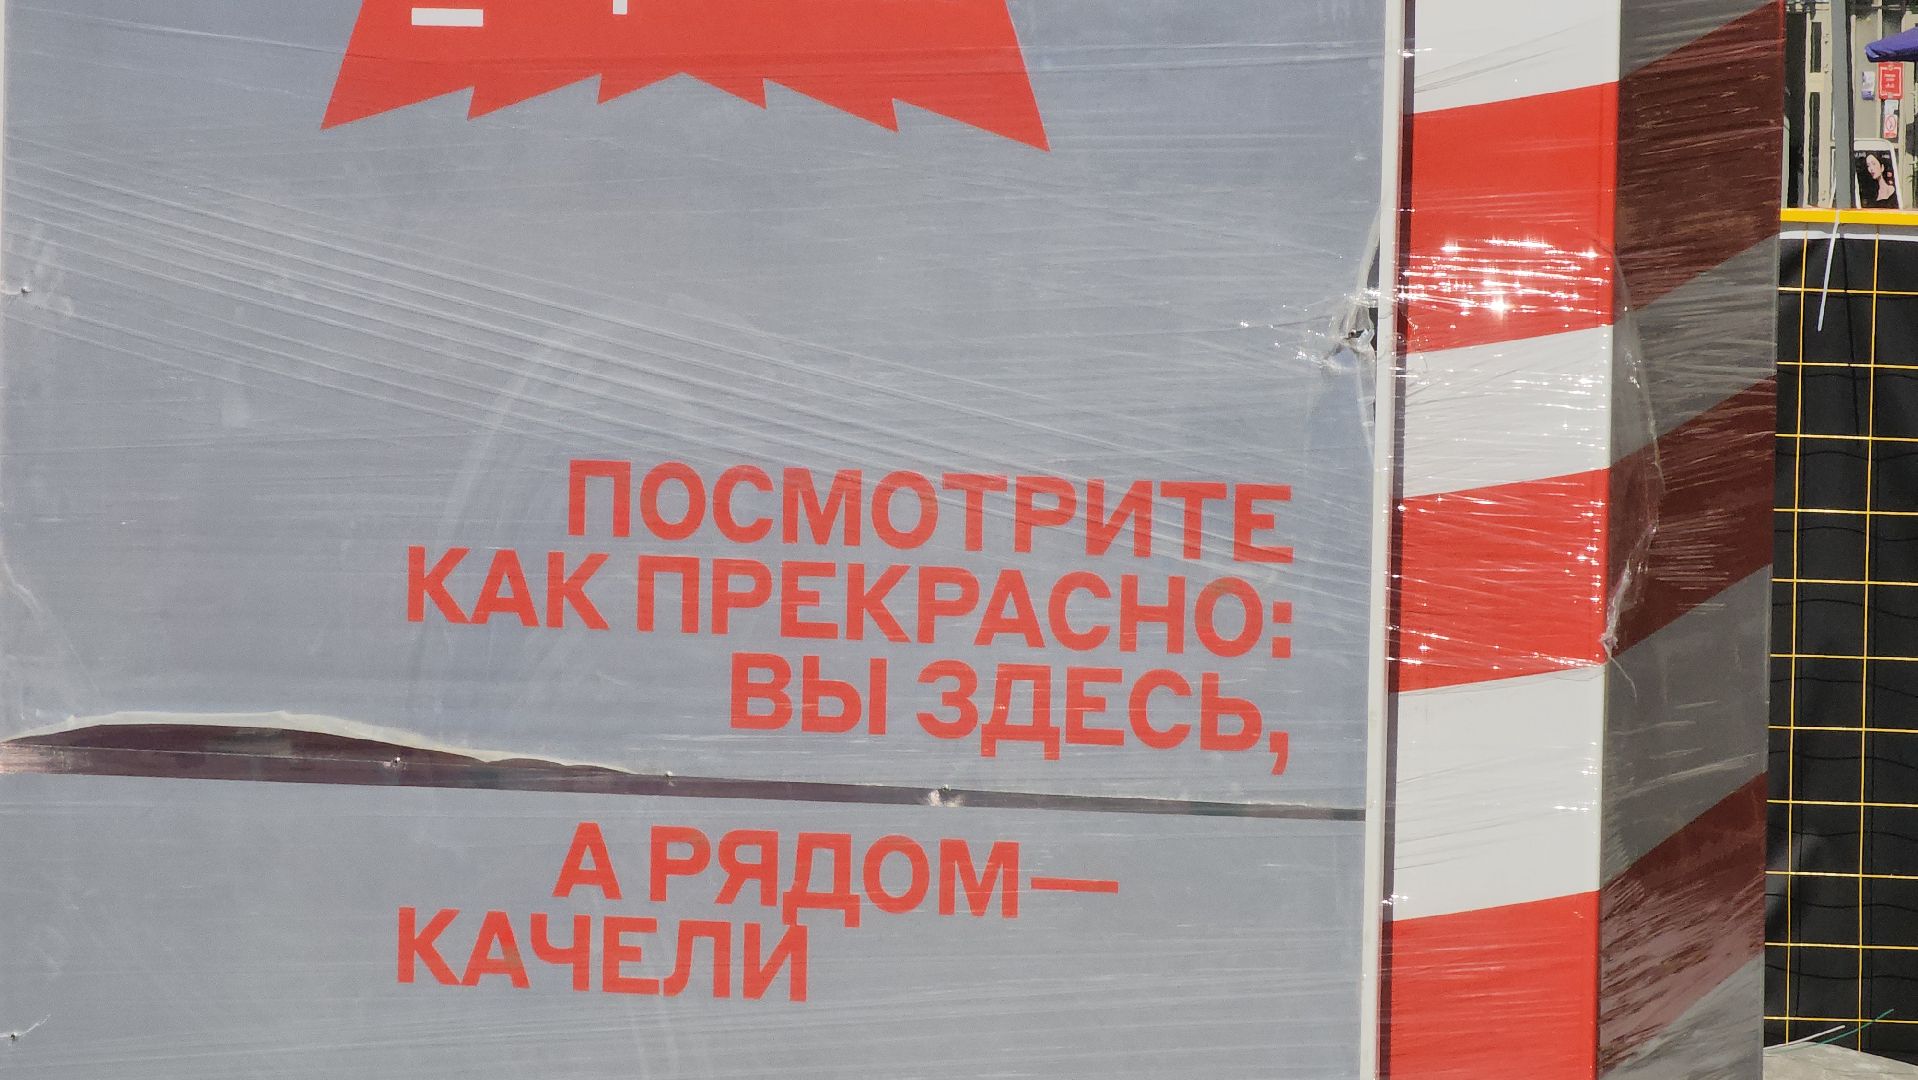 ПОСМОТРИТЕ
КАК ПРЕКРАСНО:
ВЫ ЗДЕСЬ,
А РЯДОМ—
КАЧЕЛИ